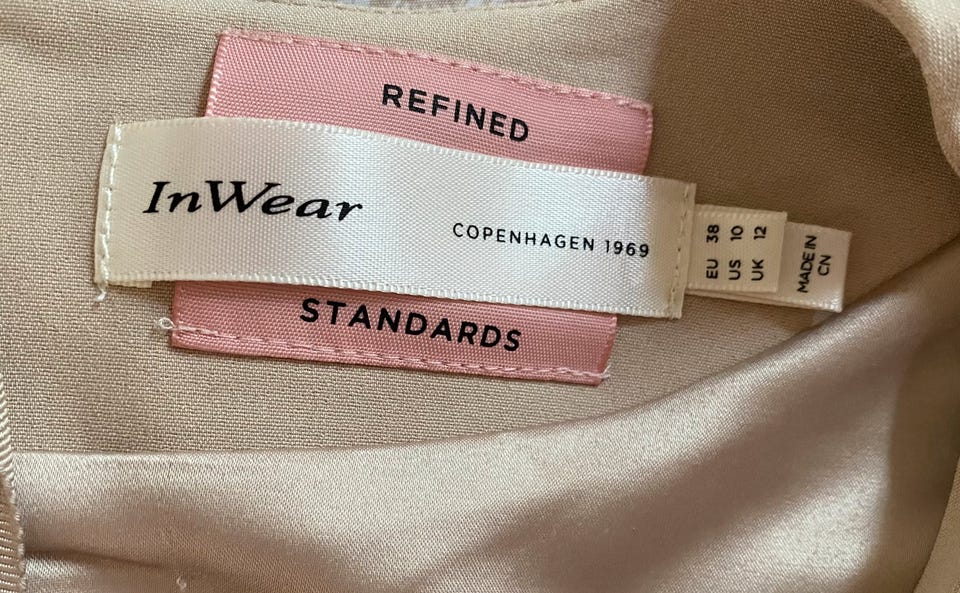 REFINED
InWear
COPENHAGEN 1969
STANDARDS
EU 38
US 10
UK 12
MADE IN
CN